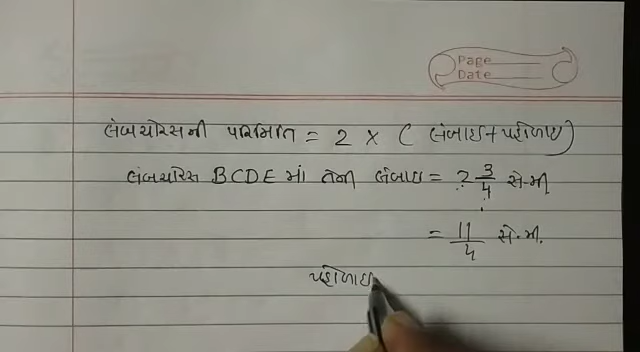 Page
Date
લંબચોરસની પરિમિતિ = 2 × ( લંબાઇ + પહોળાઇ )
લંબચોરસ BCDE માં તેની લંબાઇ = 2 3/4 સે.મી
= 11/4 સે.મી.
પહોળાઇ